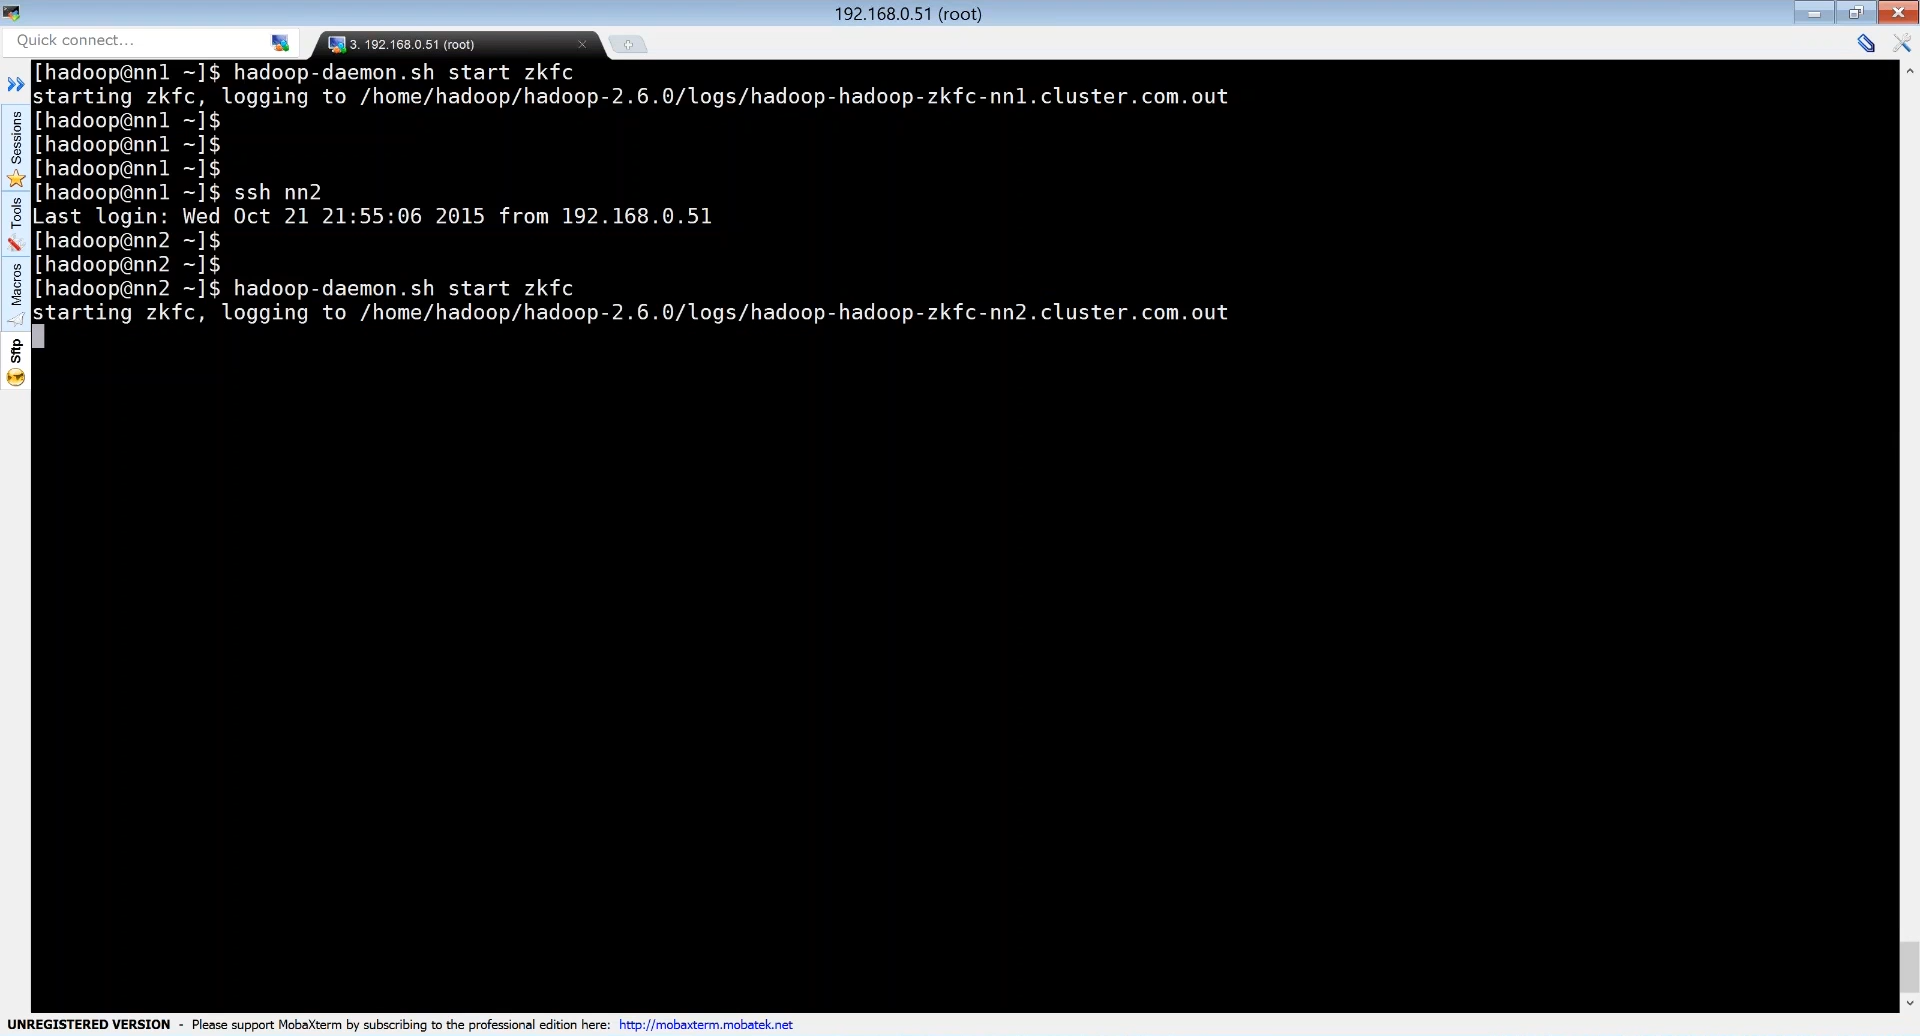 192.168.0.51 (root)
Quick connect...
3. 192.168.0.51 (root)
[hadoop@nn1 ~]$ hadoop-daemon.sh start zkfc
starting zkfc, logging to /home/hadoop/hadoop-2.6.0/logs/hadoop-hadoop-zkfc-nn1.cluster.com.out
[hadoop@nn1 ~]$
[hadoop@nn1 ~]$
[hadoop@nn1 ~]$
[hadoop@nn1 ~]$ ssh nn2
Last login: Wed Oct 21 21:55:06 2015 from 192.168.0.51
[hadoop@nn2 ~]$
[hadoop@nn2 ~]$
[hadoop@nn2 ~]$ hadoop-daemon.sh start zkfc
starting zkfc, logging to /home/hadoop/hadoop-2.6.0/logs/hadoop-hadoop-zkfc-nn2.cluster.com.out
Sessions
Tools
Macros
Sftp
UNREGISTERED VERSION - Please support MobaXterm by subscribing to the professional edition here: http://mobaxterm.mobatek.net